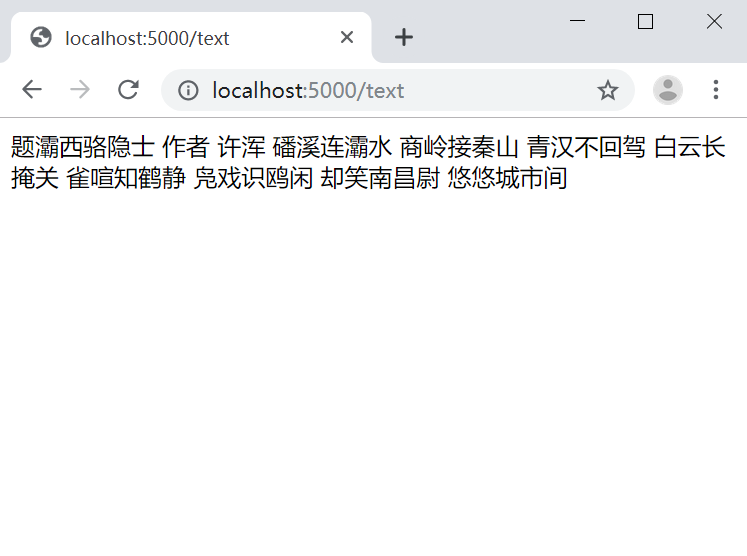 localhost:5000/text
localhost:5000/text
题灞西骆隐士 作者 许浑 磻溪连灞水 商岭接秦山 青汉不回驾 白云长
掩关 雀喧知鹤静 凫戏识鸥闲 却笑南昌尉 悠悠城市间